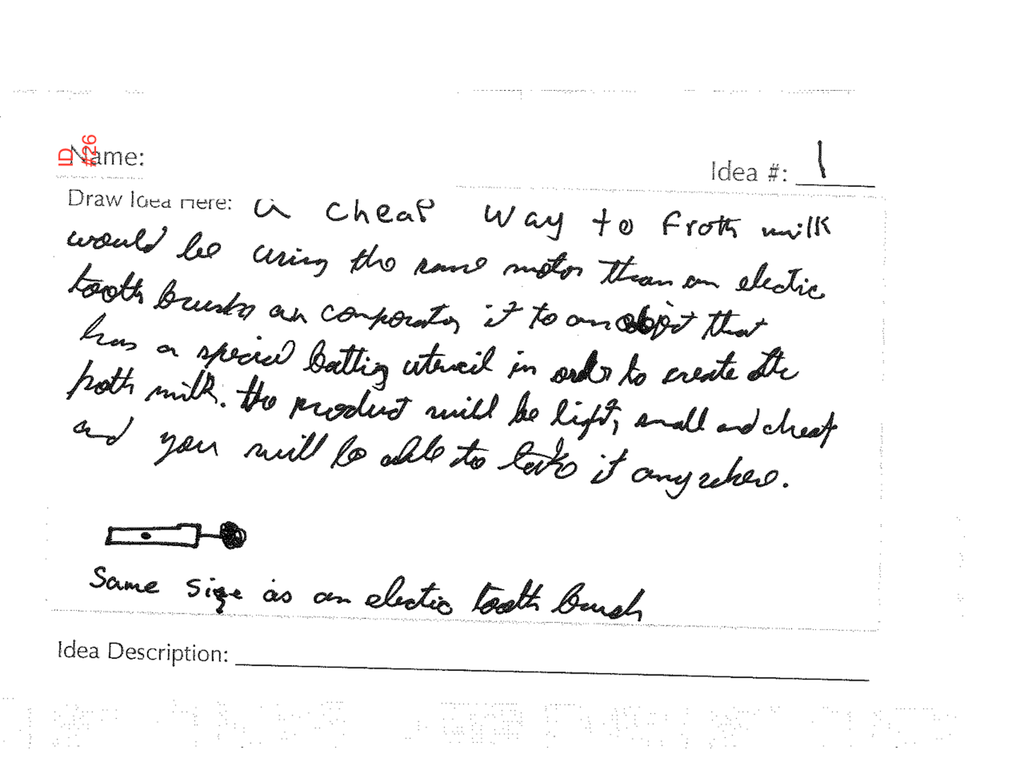 ID #26
Name:
Idea #: 1
Draw Idea Here: a cheap way to froth milk
would be using the same motor than an electic
tooth brush an comporating it to an object that
has a special batting utencil in order to create the
froth milk. the product will be light, small and cheap
and you will be able to take it anywhere.
Same size as an electic tooth brush
Idea Description: